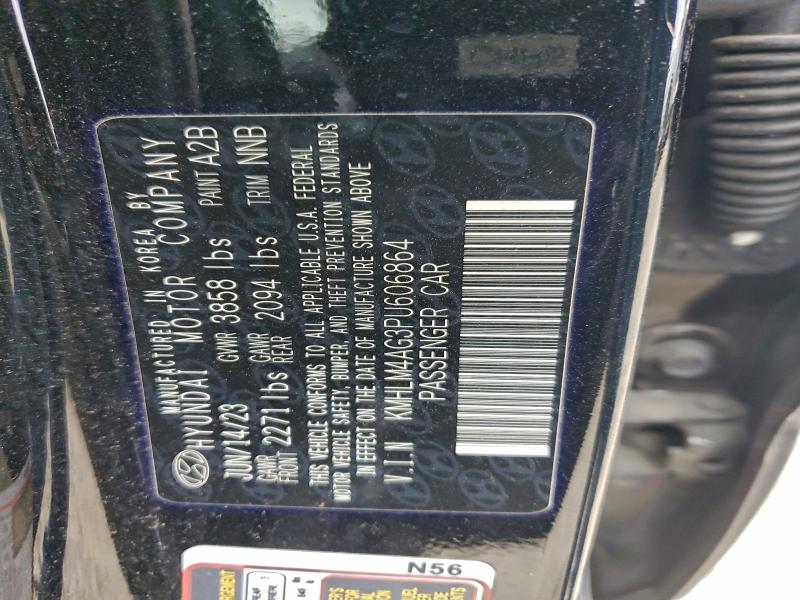 MANUFACTURED IN KOREA BY
HYUNDAI MOTOR COMPANY
JUN/14/23 GVWR 3858 lbs PAINT A2B
GAWR FRONT 2271 lbs GAWR REAR 2094 lbs TRIM NNB
THIS VEHICLE CONFORMS TO ALL APPLICABLE U.S.A. FEDERAL
MOTOR VEHICLE SAFETY, BUMPER, AND THEFT PREVENTION STANDARDS
IN EFFECT ON THE DATE OF MANUFACTURE SHOWN ABOVE
V.I.N KMHLM4AG3PU606864
PASSENGER CAR
N56